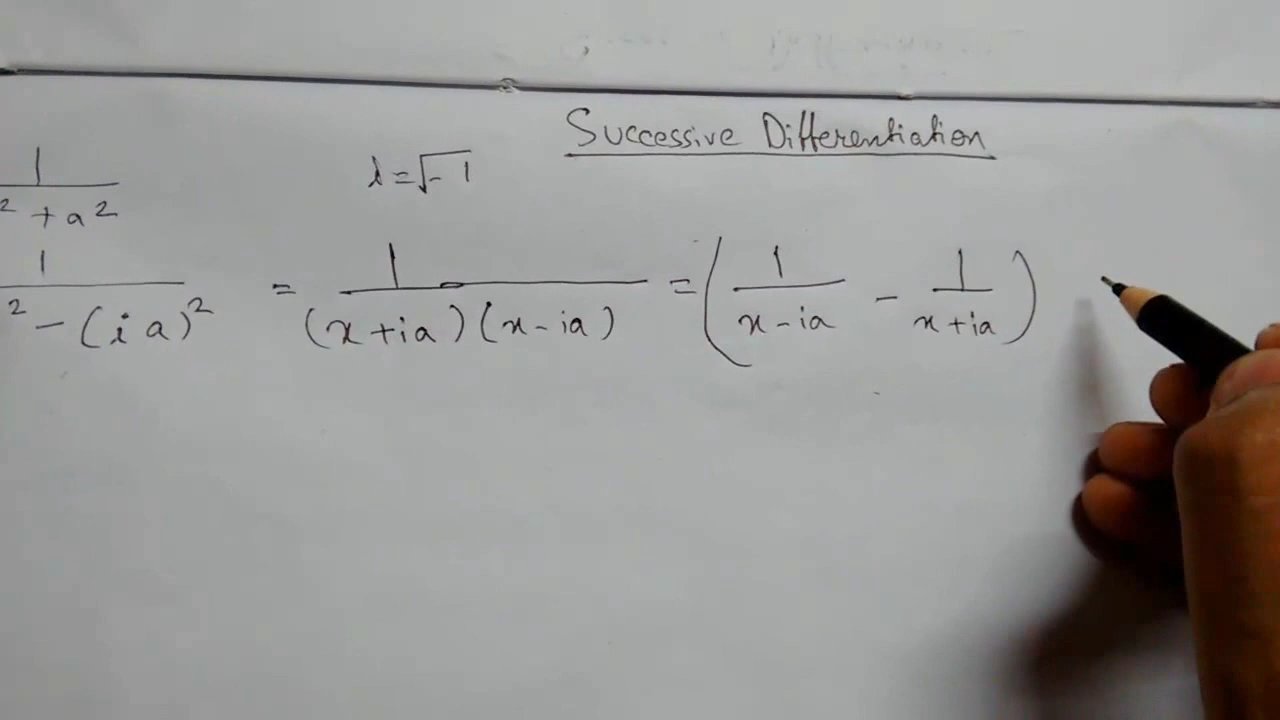 Successive Differentiation
i = √-1
1 / 2 + a2
1 / 2 - (i a)2 = 1 / (x + ia) (x - ia) = ( 1 / x - ia - 1 / x + ia )